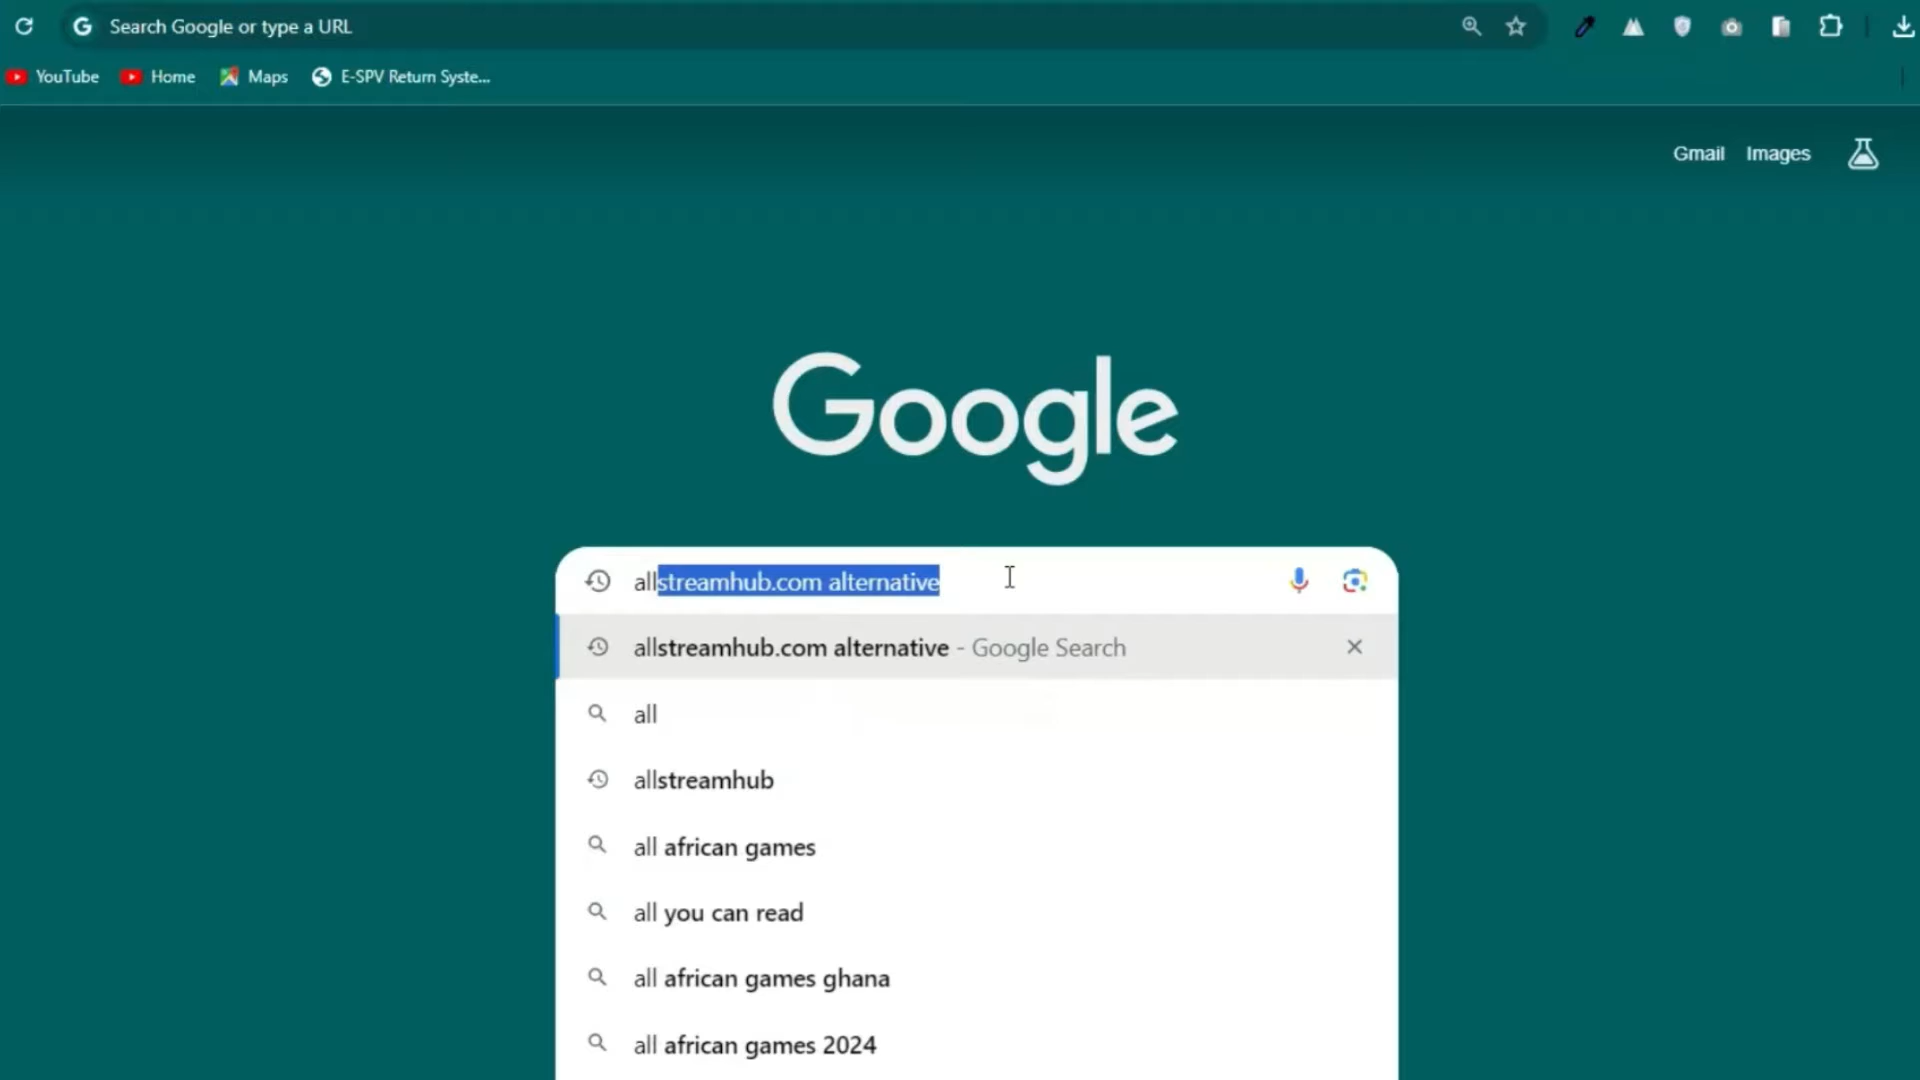 Search Google or type a URL
YouTube Home Maps E-SPV Return Syste...
Gmail Images
Google
allstreamhub.com alternative
allstreamhub.com alternative - Google Search
all
allstreamhub
all african games
all you can read
all african games ghana
all african games 2024